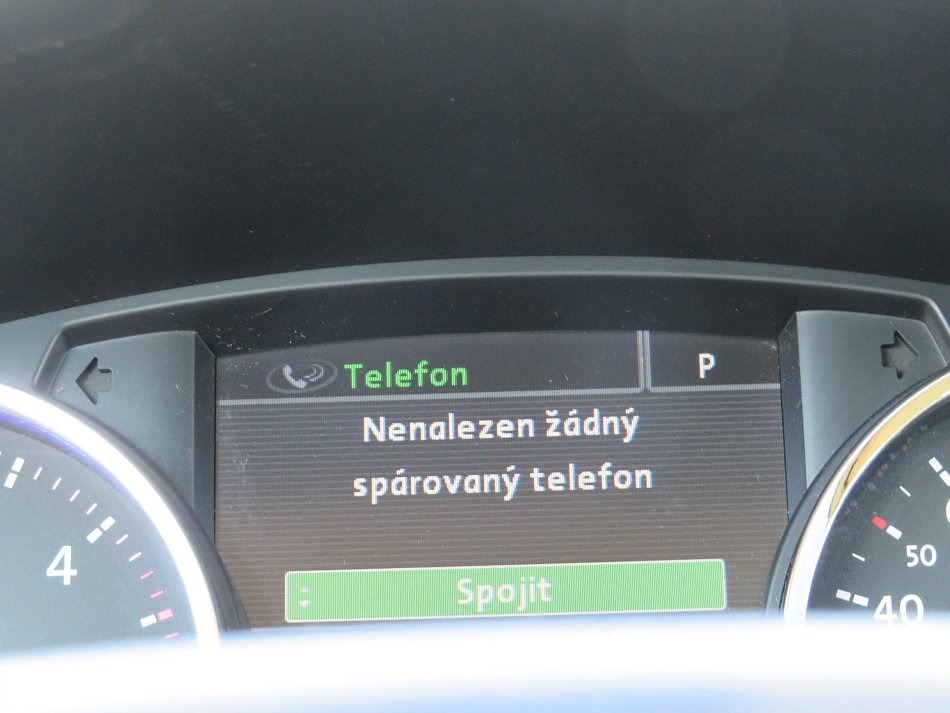 Telefon
P
Nenalezen žádný
spárovaný telefon
Spojit
4
50
40